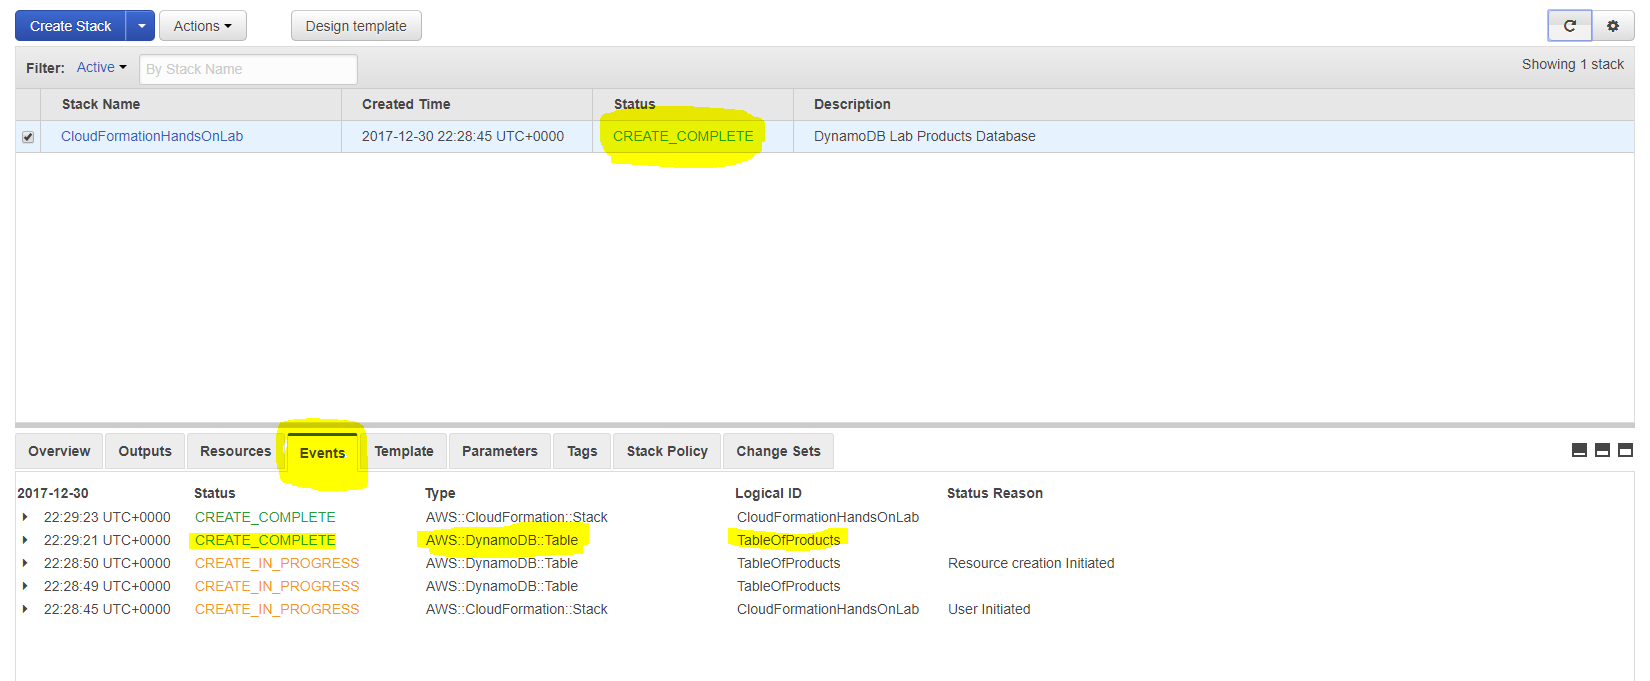 Create Stack Actions Design template
Filter: Active By Stack Name Showing 1 stack
Stack Name Created Time Status Description
CloudFormationHandsOnLab 2017-12-30 22:28:45 UTC+0000 CREATE_COMPLETE DynamoDB Lab Products Database
Overview Outputs Resources Events Template Parameters Tags Stack Policy Change Sets
2017-12-30 Status Type Logical ID Status Reason
22:29:23 UTC+0000 CREATE_COMPLETE AWS::CloudFormation::Stack CloudFormationHandsOnLab
22:29:21 UTC+0000 CREATE_COMPLETE AWS::DynamoDB::Table TableOfProducts
22:28:50 UTC+0000 CREATE_IN_PROGRESS AWS::DynamoDB::Table TableOfProducts Resource creation Initiated
22:28:49 UTC+0000 CREATE_IN_PROGRESS AWS::DynamoDB::Table TableOfProducts
22:28:45 UTC+0000 CREATE_IN_PROGRESS AWS::CloudFormation::Stack CloudFormationHandsOnLab User Initiated